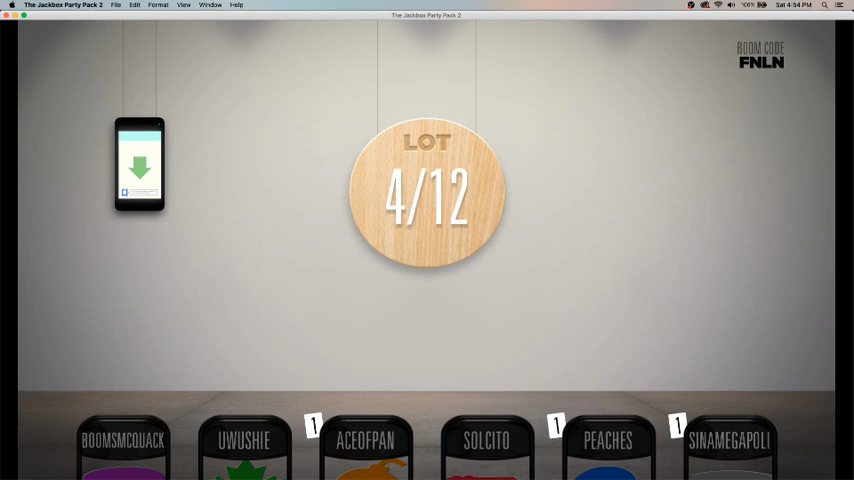 The Jackbox Party Pack 2 File Edit Format View Window Help 100% Sat 4:54 PM
The Jackbox Party Pack 2
ROOM CODE
FNLN
LOT
4/12
1 1 1
BOOMSMCQUACK UWUSHIE ACEOFPAN SOLCITO PEACHES SINAMEGAPOLI